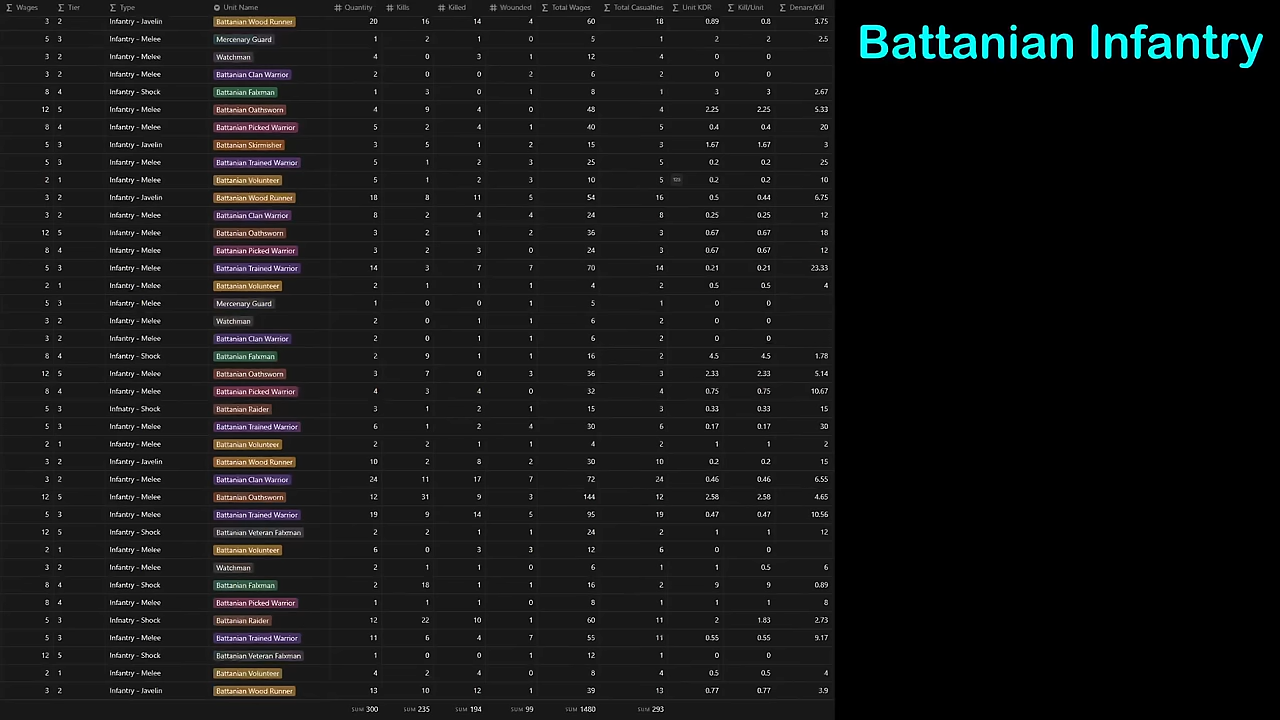 Wages Tier Type Unit Name Quantity Kills Killed Wounded Total Wages Total Casualties Unit KDR Kill/Unit Denars/Kill
Battanian Infantry
3 2 Infantry - Javelin Battanian Wood Runner 20 16 14 4 60 18 0.89 0.8 3.75
5 3 Infantry - Melee Mercenary Guard 1 2 1 0 5 1 2 2 2.5
3 2 Infantry - Melee Watchman 4 0 3 1 12 4 0 0
3 2 Infantry - Melee Battanian Clan Warrior 2 0 0 2 6 2 0 0
8 4 Infantry - Shock Battanian Falxman 1 3 0 1 8 1 3 3 2.67
12 5 Infantry - Melee Battanian Oathsworn 4 9 4 0 48 4 2.25 2.25 5.33
8 4 Infantry - Melee Battanian Picked Warrior 5 2 4 1 40 5 0.4 0.4 20
5 3 Infantry - Javelin Battanian Skirmisher 3 5 1 2 15 3 1.67 1.67 3
5 3 Infantry - Melee Battanian Trained Warrior 5 1 2 3 25 5 0.2 0.2 25
2 1 Infantry - Melee Battanian Volunteer 5 1 2 3 10 5 0.2 0.2 10
3 2 Infantry - Javelin Battanian Wood Runner 18 8 11 5 54 16 0.5 0.44 6.75
3 2 Infantry - Melee Battanian Clan Warrior 8 2 4 4 24 8 0.25 0.25 12
12 5 Infantry - Melee Battanian Oathsworn 3 2 1 2 36 3 0.67 0.67 18
8 4 Infantry - Melee Battanian Picked Warrior 3 2 3 0 24 3 0.67 0.67 12
5 3 Infantry - Melee Battanian Trained Warrior 14 3 7 7 70 14 0.21 0.21 23.33
2 1 Infantry - Melee Battanian Volunteer 2 1 1 1 4 2 0.5 0.5 4
5 3 Infantry - Melee Mercenary Guard 1 0 0 1 5 1 0 0
3 2 Infantry - Melee Watchman 2 0 1 1 6 2 0 0
3 2 Infantry - Melee Battanian Clan Warrior 2 0 1 1 6 2 0 0
8 4 Infantry - Shock Battanian Falxman 2 9 1 1 16 2 4.5 4.5 1.78
12 5 Infantry - Melee Battanian Oathsworn 3 7 0 3 36 3 2.33 2.33 5.14
8 4 Infantry - Melee Battanian Picked Warrior 4 3 4 0 32 4 0.75 0.75 10.67
5 3 Infnatry - Shock Battanian Raider 3 1 2 1 15 3 0.33 0.33 15
5 3 Infantry - Melee Battanian Trained Warrior 6 1 2 4 30 6 0.17 0.17 30
2 1 Infantry - Melee Battanian Volunteer 2 2 1 1 4 2 1 1 2
3 2 Infantry - Javelin Battanian Wood Runner 10 2 8 2 30 10 0.2 0.2 15
3 2 Infantry - Melee Battanian Clan Warrior 24 11 17 7 72 24 0.46 0.46 6.55
12 5 Infantry - Melee Battanian Oathsworn 12 31 9 3 144 12 2.58 2.58 4.65
5 3 Infantry - Melee Battanian Trained Warrior 19 9 14 5 95 19 0.47 0.47 10.56
12 5 Infantry - Shock Battanian Veteran Falxman 2 2 1 1 24 2 1 1 12
2 1 Infantry - Melee Battanian Volunteer 6 0 3 3 12 6 0 0
3 2 Infantry - Melee Watchman 2 1 1 0 6 1 1 0.5 6
8 4 Infantry - Shock Battanian Falxman 2 18 1 1 16 2 9 9 0.89
8 4 Infantry - Melee Battanian Picked Warrior 1 1 1 0 8 1 1 1 8
5 3 Infnatry - Shock Battanian Raider 12 22 10 1 60 11 2 1.83 2.73
5 3 Infantry - Melee Battanian Trained Warrior 11 6 4 7 55 11 0.55 0.55 9.17
12 5 Infantry - Shock Battanian Veteran Falxman 1 0 0 1 12 1 0 0
2 1 Infantry - Melee Battanian Volunteer 4 2 4 0 8 4 0.5 0.5 4
3 2 Infantry - Javelin Battanian Wood Runner 13 10 12 1 39 13 0.77 0.77 3.9
SUM 300 SUM 235 SUM 194 SUM 99 SUM 1480 SUM 293